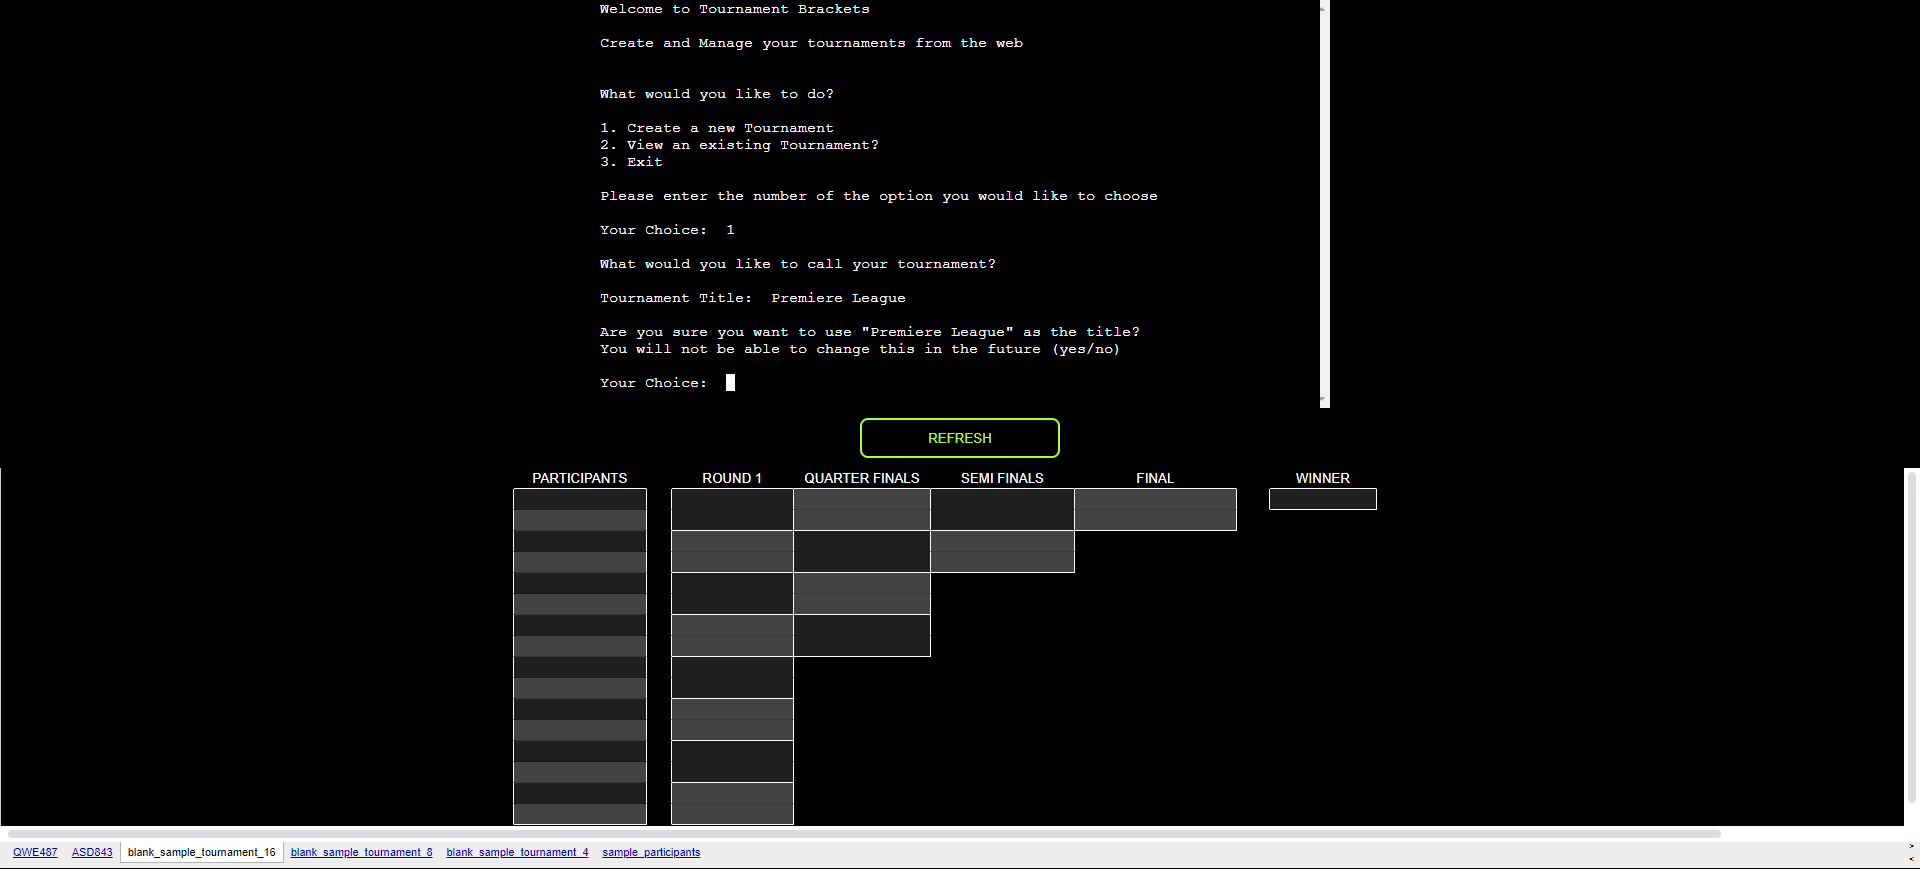 Welcome to Tournament Brackets
Create and Manage your tournaments from the web
What would you like to do?
1. Create a new Tournament
2. View an existing Tournament?
3. Exit
Please enter the number of the option you would like to choose
Your Choice:  1
What would you like to call your tournament?
Tournament Title:  Premiere League
Are you sure you want to use "Premiere League" as the title?
You will not be able to change this in the future (yes/no)
Your Choice:
REFRESH
PARTICIPANTS ROUND 1 QUARTER FINALS SEMI FINALS FINAL WINNER
QWE487 ASD843 blank_sample_tournament_16 blank_sample_tournament_8 blank_sample_tournament_4 sample_participants